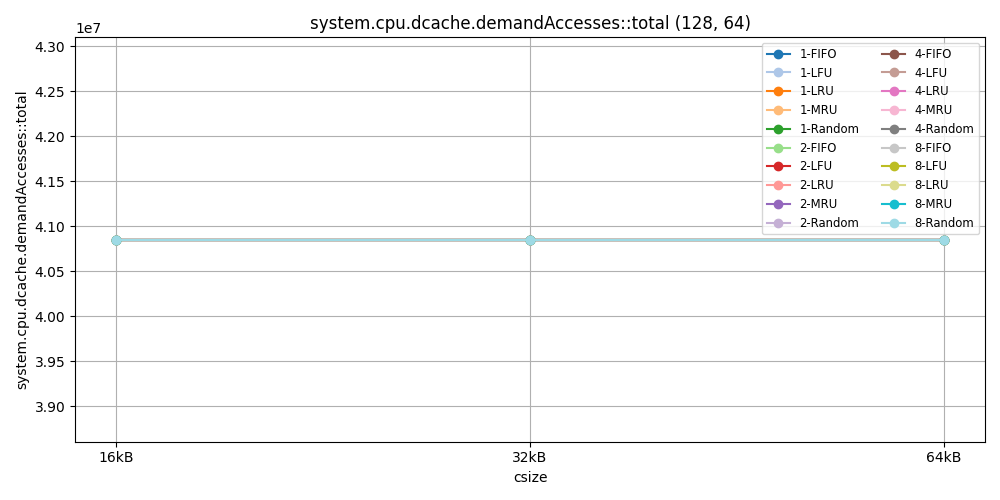 system.cpu.dcache.demandAccesses::total (128, 64)
1e7
system.cpu.dcache.demandAccesses::total
4.30
4.25
4.20
4.15
4.10
4.05
4.00
3.95
3.90
1-FIFO
1-LFU
1-LRU
1-MRU
1-Random
2-FIFO
2-LFU
2-LRU
2-MRU
2-Random
4-FIFO
4-LFU
4-LRU
4-MRU
4-Random
8-FIFO
8-LFU
8-LRU
8-MRU
8-Random
16kB
32kB
64kB
csize